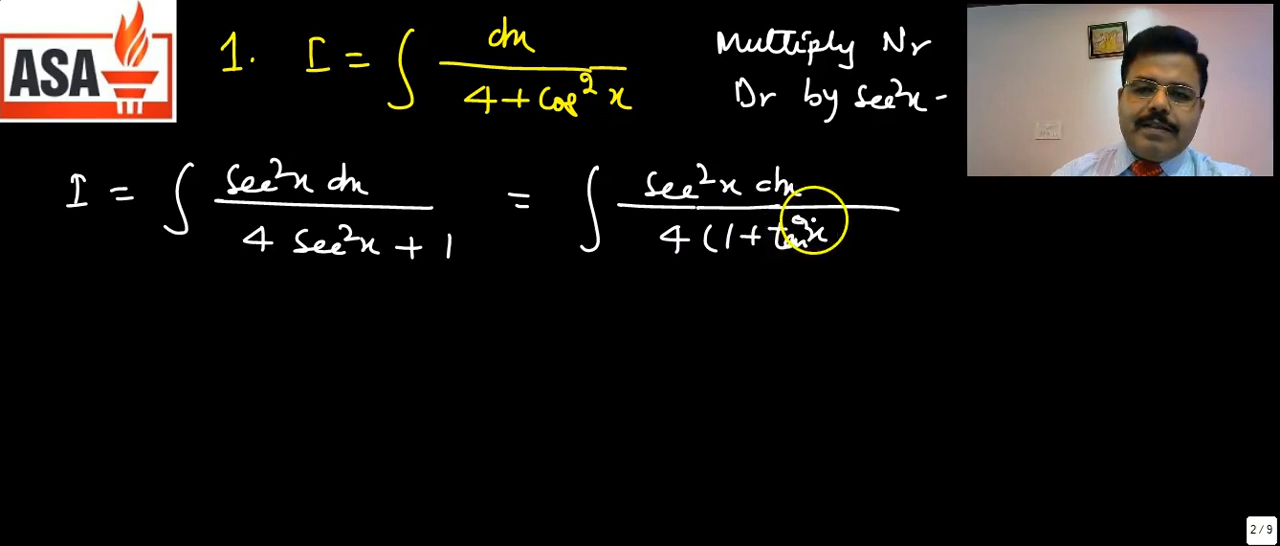 ASA
1. I = ∫ dx / (4 + cos²x)
Multiply Nr
Dr by sec²x -
I = ∫ sec²x dx / (4 sec²x + 1) = ∫ sec²x dx / 4(1 + tan²x
2 / 9